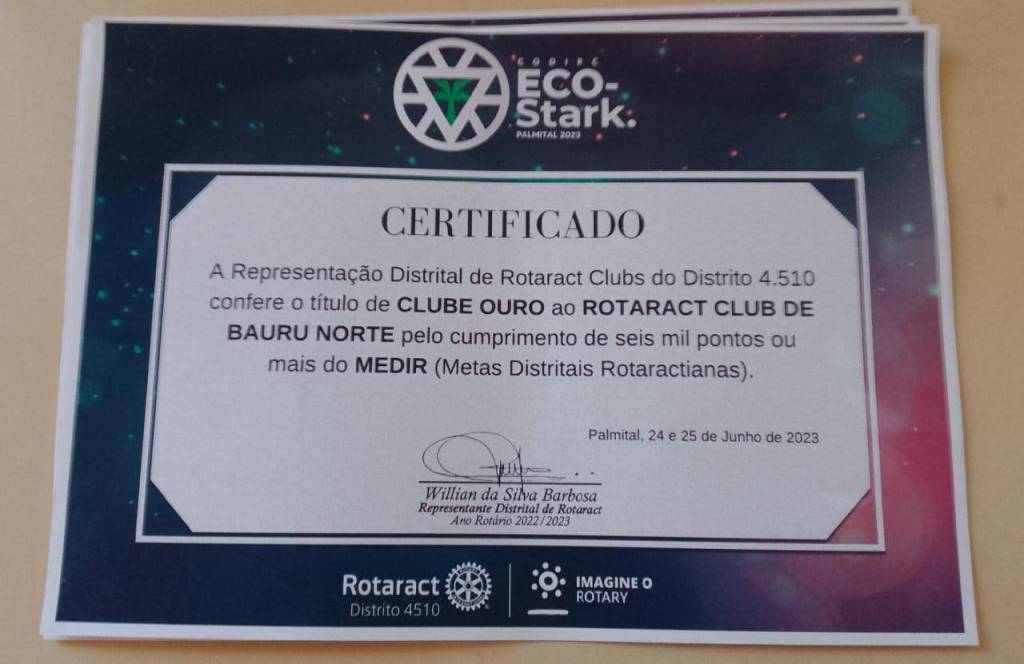 CODIRC
ECO-
Stark.
PALMITAL 2023
CERTIFICADO
A Representação Distrital de Rotaract Clubs do Distrito 4.510
confere o título de CLUBE OURO ao ROTARACT CLUB DE
BAURU NORTE pelo cumprimento de seis mil pontos ou
mais do MEDIR (Metas Distritais Rotaractianas).
Palmital, 24 e 25 de Junho de 2023
Willian da Silva Barbosa
Representante Distrital de Rotaract
Ano Rotário 2022/2023
Rotaract
Distrito 4510
IMAGINE O
ROTARY